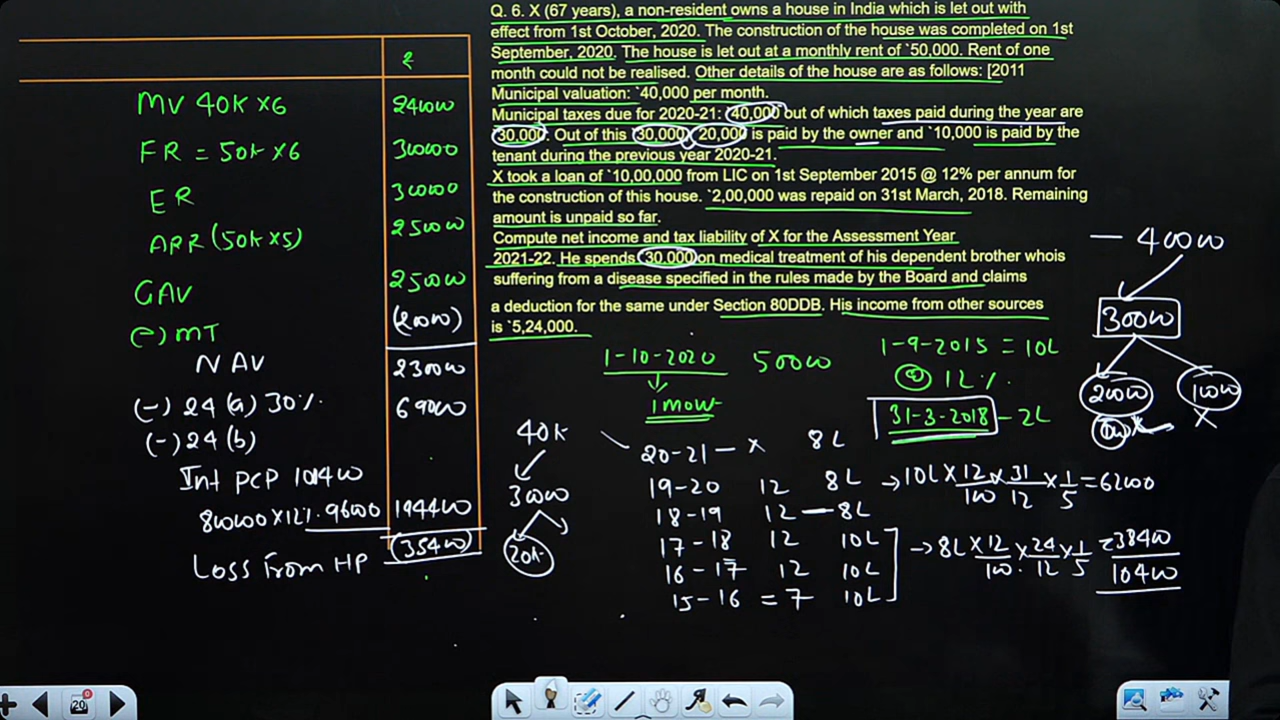 Q. 6. X (67 years), a non-resident owns a house in India which is let out with
effect from 1st October, 2020. The construction of the house was completed on 1st
September, 2020. The house is let out at a monthly rent of `50,000. Rent of one
month could not be realised. Other details of the house are as follows: [2011
Municipal valuation: `40,000 per month.
Municipal taxes due for 2020-21: `40,000 out of which taxes paid during the year are
`30,000. Out of this `30,000, `20,000 is paid by the owner and `10,000 is paid by the
tenant during the previous year 2020-21.
X took a loan of `10,00,000 from LIC on 1st September 2015 @ 12% per annum for
the construction of this house. `2,00,000 was repaid on 31st March, 2018. Remaining
amount is unpaid so far.
Compute net income and tax liability of X for the Assessment Year
2021-22. He spends `30,000 on medical treatment of his dependent brother whois
suffering from a disease specified in the rules made by the Board and claims
a deduction for the same under Section 80DDB. His income from other sources
is `5,24,000.
₹
MV 40K ×6 240000
FR = 50K ×6 300000
ER 300000
ARR (50K×5) 250000
GAV 250000
(-) MT (20000)
NAV 230000
(-) 24 (a) 30%. 69000
(-) 24 (b)
Int PCP 101400
800000×12%. 96000 194400
Loss from HP (35400)
1-10-2020 50000
1 mow
40K
30000
20K
1-9-2015 = 10L
@ 12%.
31-3-2018 - 2L
20-21 - × 8L
19-20 12 8L
18-19 12 - 8L
17-18 12 10L
16-17 12 10L
15-16 = 7 10L
→ 10L × 12/100 × 31/12 × 1/5 = 62000
→ 8L × 12/100 × 24/12 × 1/5 = 38400
10400
- 40000
30000
20000 10000
×
20